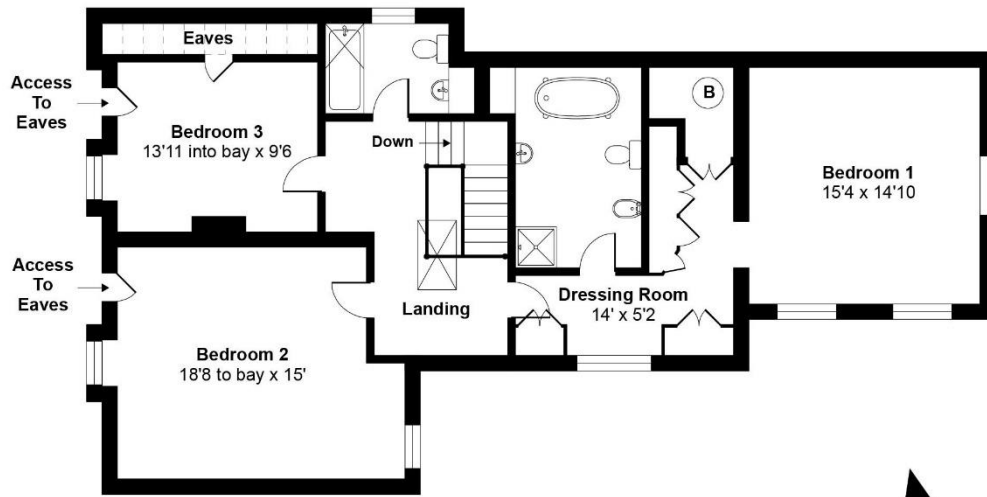 Eaves
Access
To
Eaves
Bedroom 3
13'11 into bay x 9'6
Down
B
Bedroom 1
15'4 x 14'10
Access
To
Eaves
Landing
Dressing Room
14' x 5'2
Bedroom 2
18'8 to bay x 15'